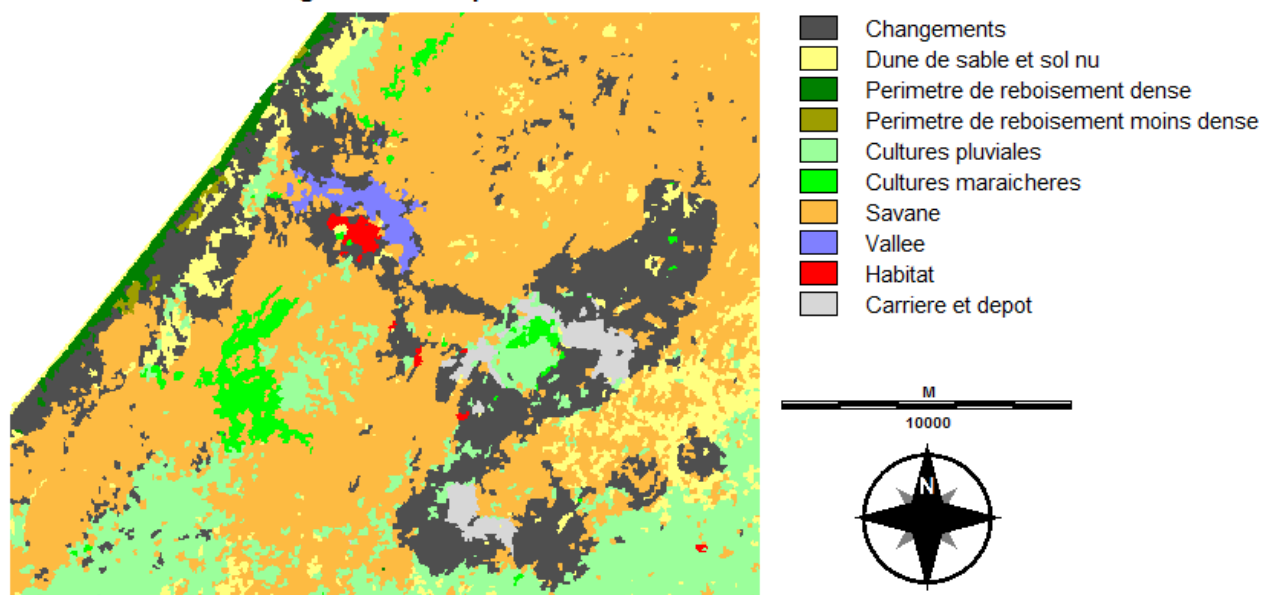 Changements
Dune de sable et sol nu
Perimetre de reboisement dense
Perimetre de reboisement moins dense
Cultures pluviales
Cultures maraicheres
Savane
Vallee
Habitat
Carriere et depot
M
10000
N